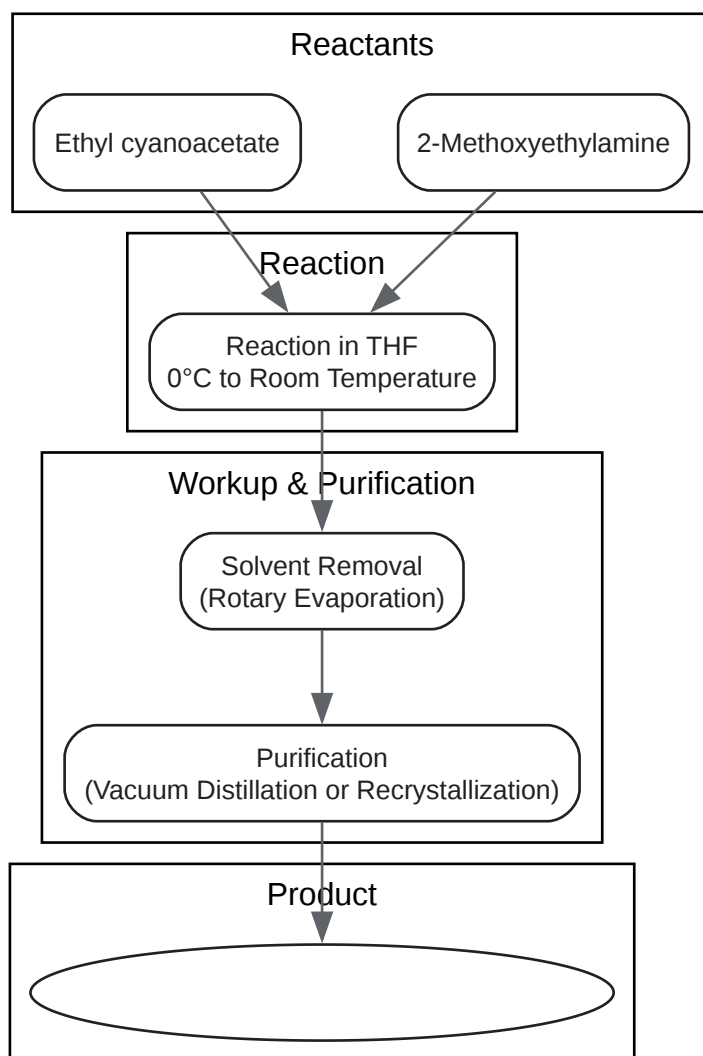 Reactants
Ethyl cyanoacetate
2-Methoxyethylamine
Reaction
Reaction in THF
0°C to Room Temperature
Workup & Purification
Solvent Removal
(Rotary Evaporation)
Purification
(Vacuum Distillation or Recrystallization)
Product